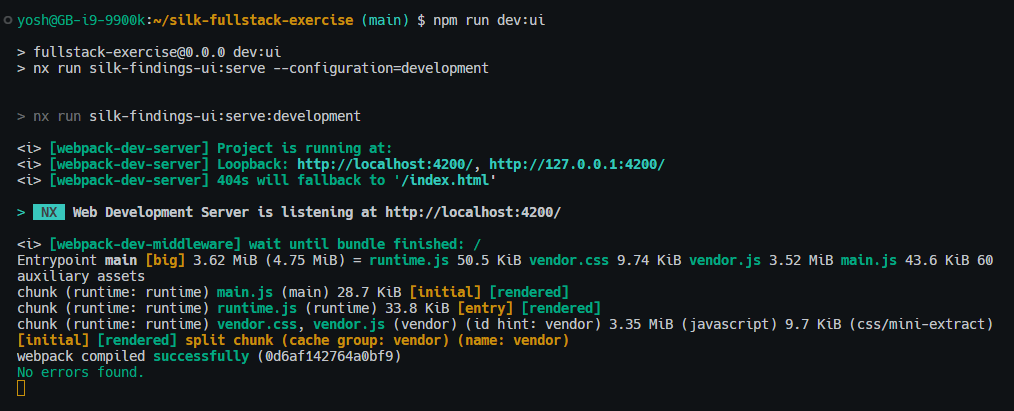 yosh@GB-i9-9900k:~/silk-fullstack-exercise (main) $ npm run dev:ui
> fullstack-exercise@0.0.0 dev:ui
> nx run silk-findings-ui:serve --configuration=development
> nx run silk-findings-ui:serve:development
<i> [webpack-dev-server] Project is running at:
<i> [webpack-dev-server] Loopback: http://localhost:4200/, http://127.0.0.1:4200/
<i> [webpack-dev-server] 404s will fallback to '/index.html'
> NX Web Development Server is listening at http://localhost:4200/
<i> [webpack-dev-middleware] wait until bundle finished: /
Entrypoint main [big] 3.62 MiB (4.75 MiB) = runtime.js 50.5 KiB vendor.css 9.74 KiB vendor.js 3.52 MiB main.js 43.6 KiB 60
auxiliary assets
chunk (runtime: runtime) main.js (main) 28.7 KiB [initial] [rendered]
chunk (runtime: runtime) runtime.js (runtime) 33.8 KiB [entry] [rendered]
chunk (runtime: runtime) vendor.css, vendor.js (vendor) (id hint: vendor) 3.35 MiB (javascript) 9.7 KiB (css/mini-extract)
[initial] [rendered] split chunk (cache group: vendor) (name: vendor)
webpack compiled successfully (0d6af142764a0bf9)
No errors found.